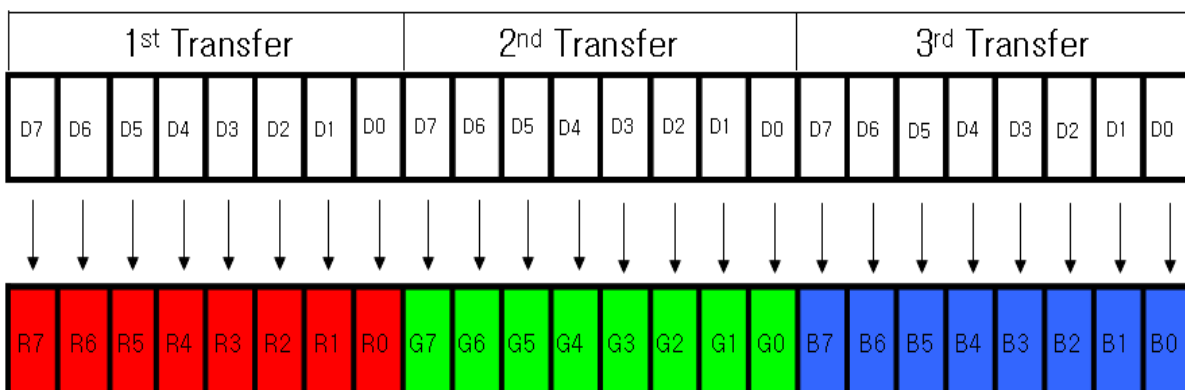 1st Transfer 2nd Transfer 3rd Transfer
D7 D6 D5 D4 D3 D2 D1 D0 D7 D6 D5 D4 D3 D2 D1 D0 D7 D6 D5 D4 D3 D2 D1 D0
R7 R6 R5 R4 R3 R2 R1 R0 G7 G6 G5 G4 G3 G2 G1 G0 B7 B6 B5 B4 B3 B2 B1 B0